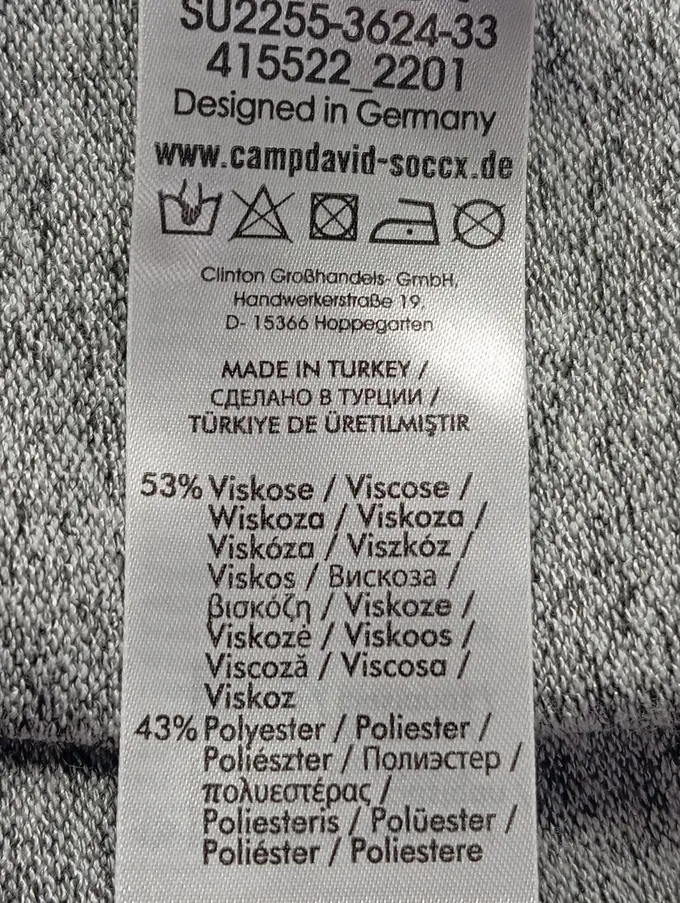 SU2255-3624-33
415522_2201
Designed in Germany
www.campdavid-soccx.de
Clinton Großhandels- GmbH,
Handwerkerstraße 19,
D- 15366 Hoppegarten
MADE IN TURKEY /
СДЕЛАНО В ТУРЦИИ /
TÜRKIYE DE ÜRETILMIŞTIR
53% Viskose / Viscose /
Wiskoza / Viskoza /
Viskóza / Viszkóz /
Viskos / Вискоза /
βισκόζη / Viskoze /
Viskozė / Viskoos /
Viscoză / Viscosa /
Viskoz
43% Polyester / Poliester /
Poliészter / Полиэстер /
πολυεστέρας /
Poliesteris / Polüester /
Poliéster / Poliestere